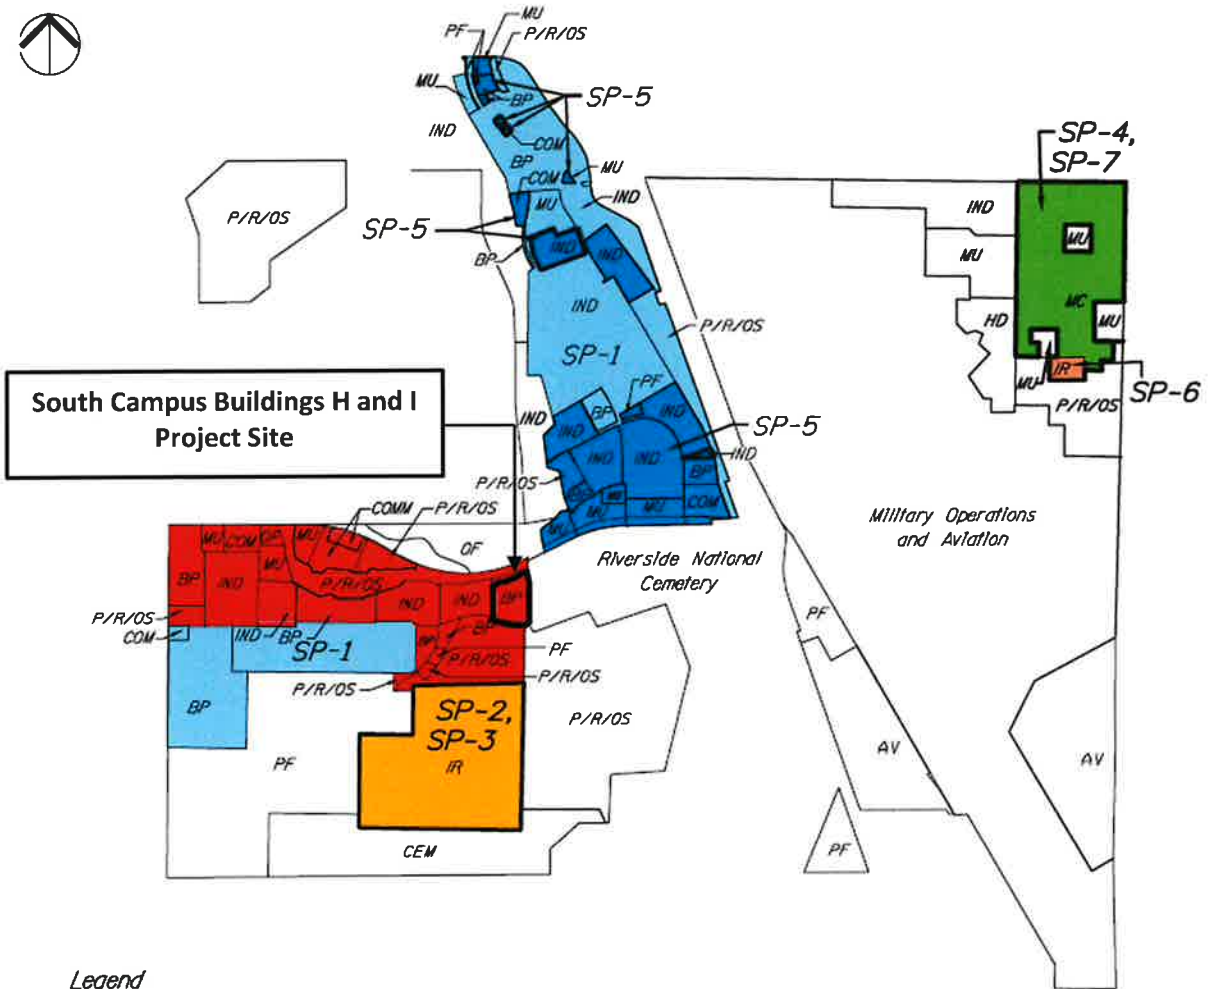 MU
PF
P/R/OS
MU
BP
SP-5
IND
COM
BP
MU
COM
IND
MU
SP-5
IND
IND
BP
P/R/OS
IND
P/R/OS
SP-1
SP-4,
SP-7
IND
MU
MU
MC
HD
MU
IR
MU
SP-6
P/R/OS
South Campus Buildings H and I
Project Site
PF
IND
BP
IND
IND
SP-5
IND
IND
IND
BP
P/R/OS
BP
MU
COM
MU
MU
COMM
P/R/OS
Military Operations
and Aviation
MU
COM
MU
OF
Riverside National
Cemetery
MU
BP
IND
P/R/OS
IND
IND
BP
P/R/OS
COM
IND
BP
BP
BP
PF
PF
SP-1
P/R/OS
P/R/OS
P/R/OS
BP
SP-2,
SP-3
P/R/OS
IR
PF
AV
AV
CEM
PF
Legend